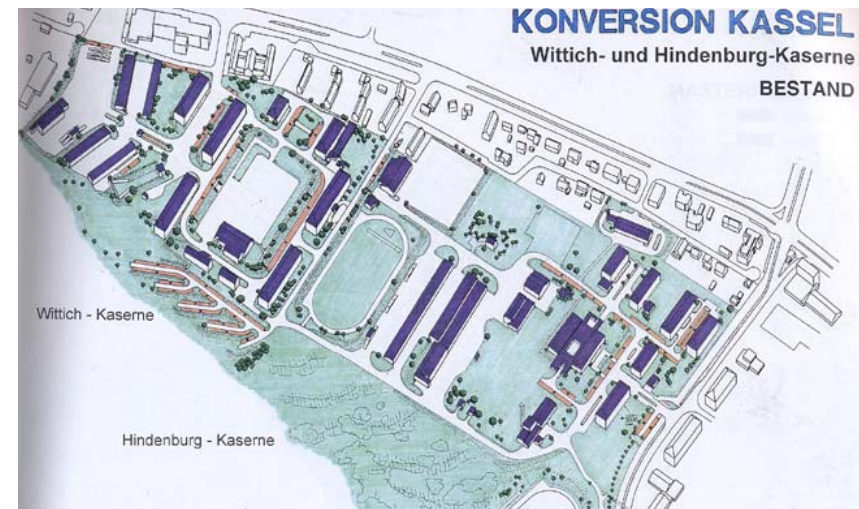 KONVERSION KASSEL
Wittich- und Hindenburg-Kaserne
BESTAND
Wittich - Kaserne
Hindenburg - Kaserne